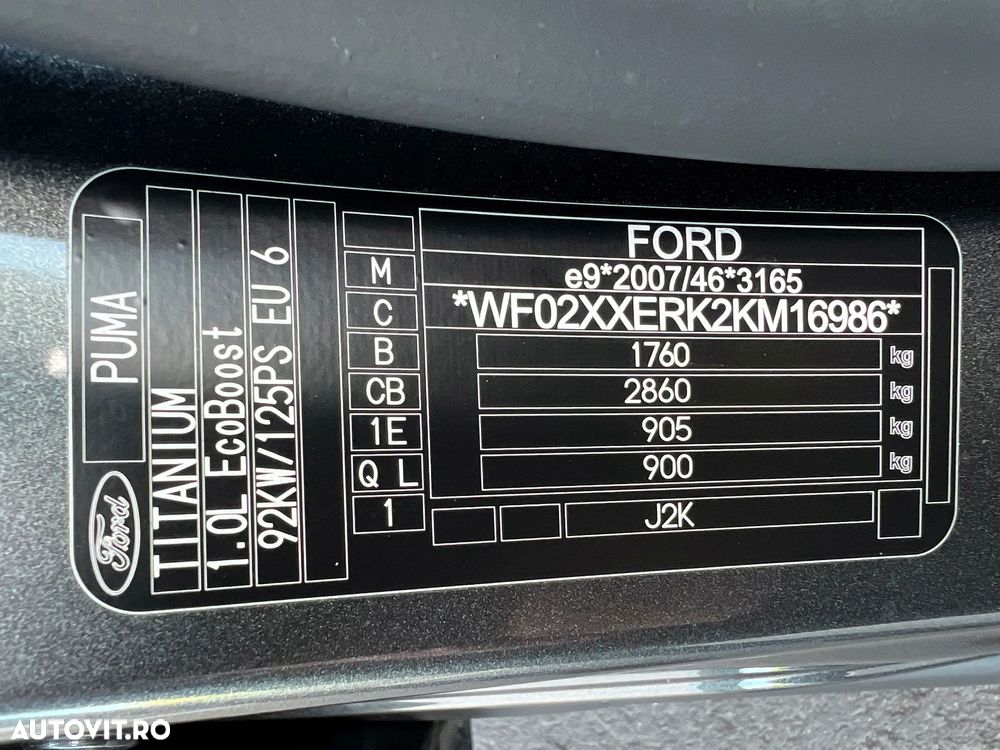 PUMA
Ford
TITANIUM
1.0L EcoBoost
92KW/125PS EU 6
FORD
M
e9*2007/46*3165
C
*WF02XXERK2KM16986*
B 1760 kg
CB 2860 kg
1E 905 kg
Q L 900 kg
1 J2K
AUTOVIT.RO